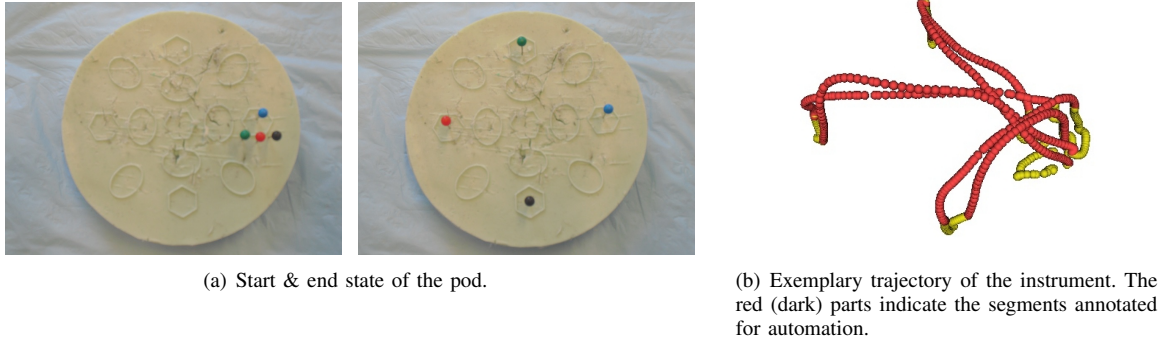 (a) Start & end state of the pod.
(b) Exemplary trajectory of the instrument. The
red (dark) parts indicate the segments annotated
for automation.